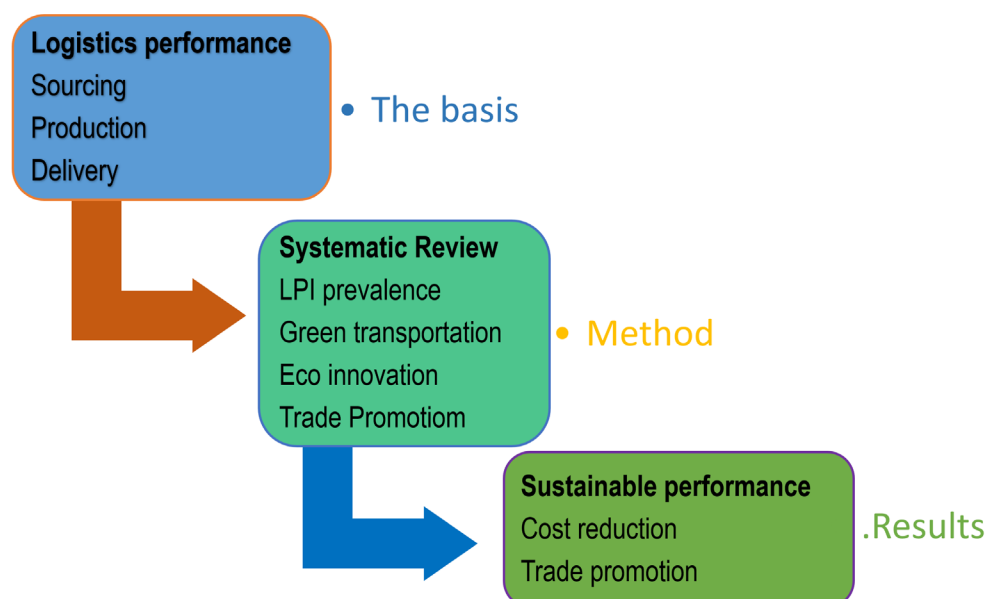 Logistics performance
Sourcing
Production
Delivery
• The basis
Systematic Review
LPI prevalence
Green transportation
Eco innovation
Trade Promotiom
• Method
Sustainable performance
Cost reduction
Trade promotion
.Results